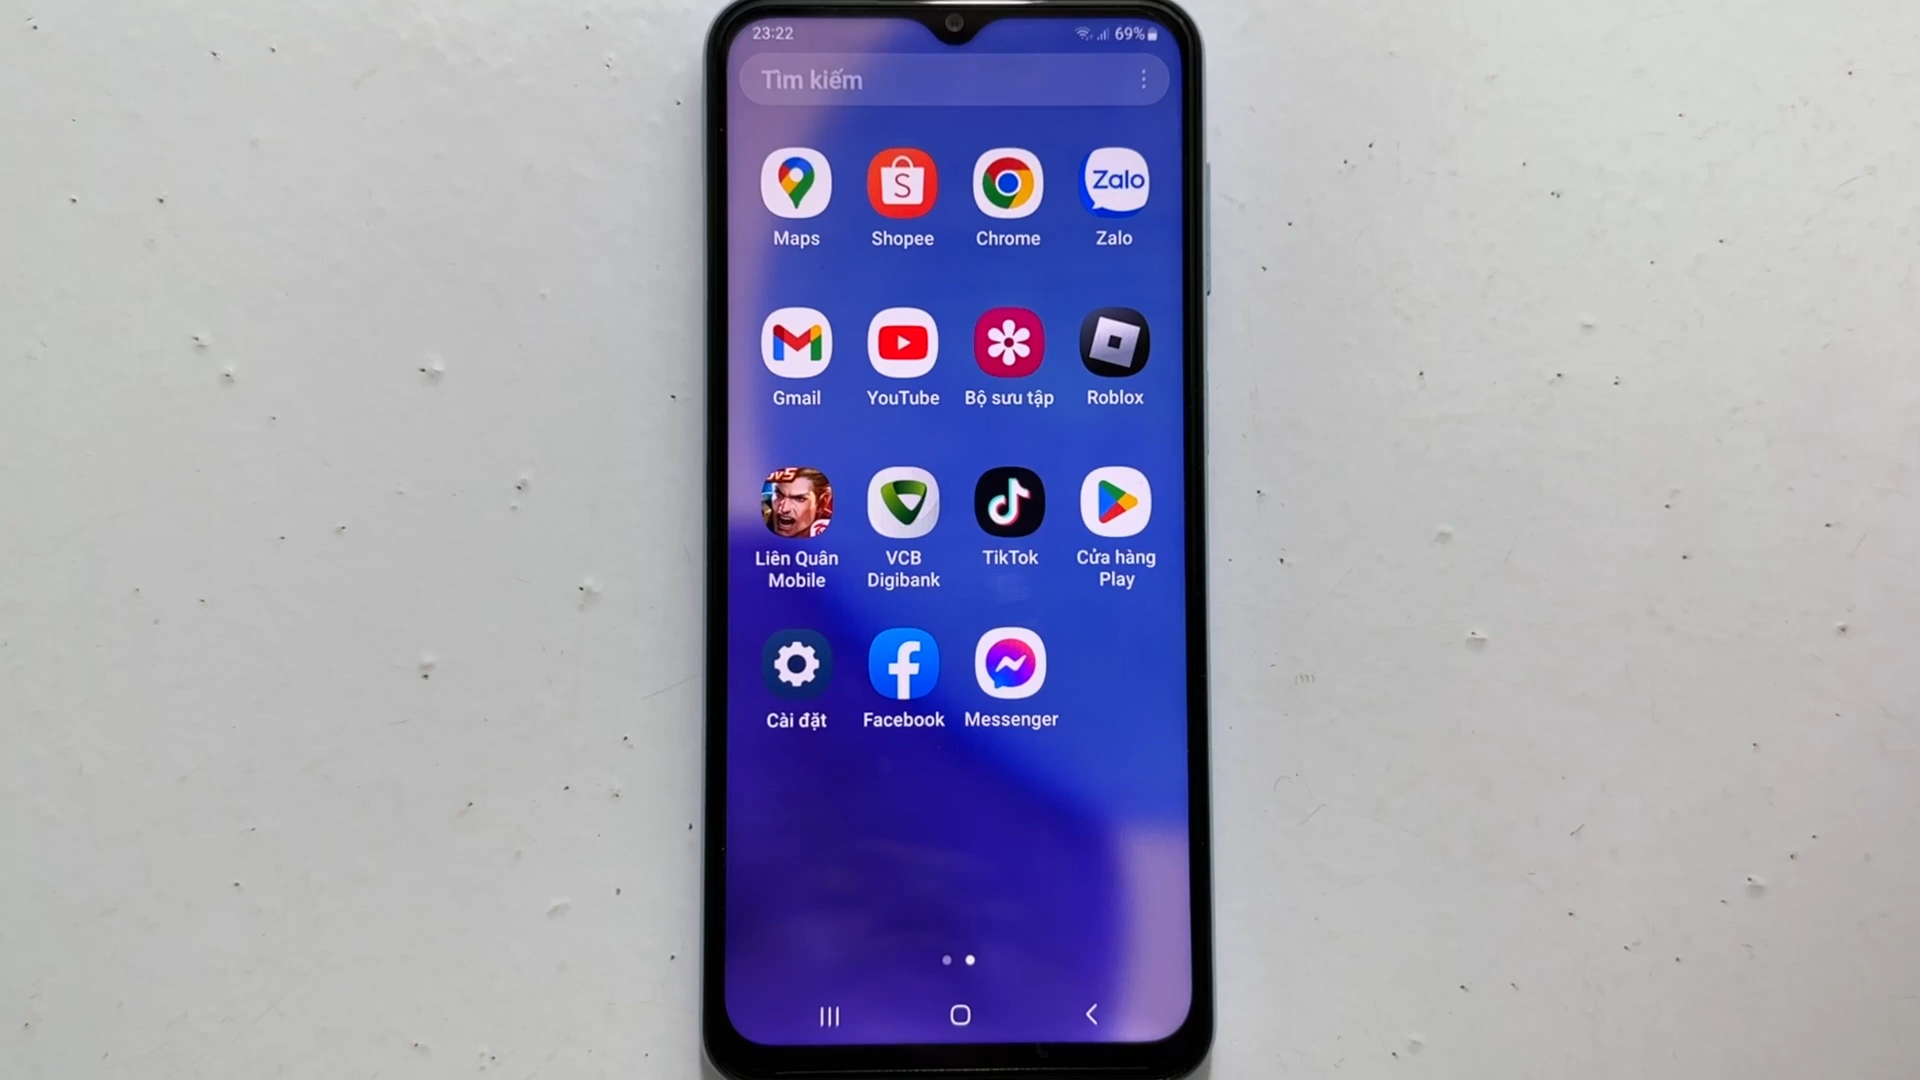 23:22
69%
Tìm kiếm
Zalo
Maps
Shopee
Chrome
Zalo
Gmail
YouTube
Bộ sưu tập
Roblox
Liên Quân
Mobile
VCB
Digibank
TikTok
Cửa hàng
Play
Cài đặt
Facebook
Messenger